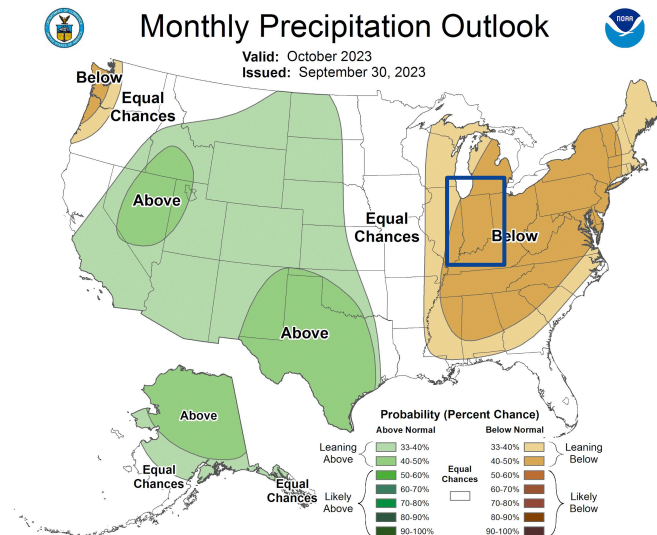 Monthly Precipitation Outlook
NOAA
Valid: October 2023
Issued: September 30, 2023
Below
Equal
Chances
Above
Equal
Chances
Below
Above
Above
Equal
Chances
Equal
Chances
Probability (Percent Chance)
Above Normal
Below Normal
Leaning
Above
33-40%
40-50%
50-60%
60-70%
70-80%
80-90%
90-100%
Likely
Above
Equal
Chances
33-40%
40-50%
50-60%
60-70%
70-80%
80-90%
90-100%
Leaning
Below
Likely
Below